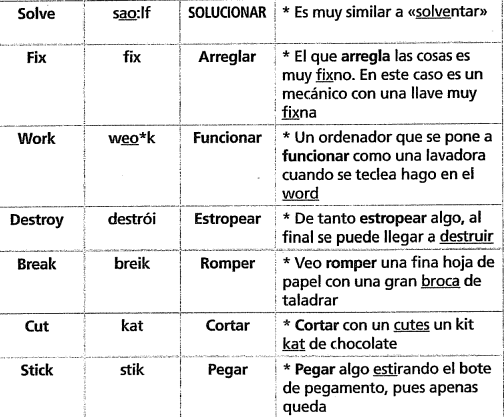 Solve sao:lf SOLUCIONAR * Es muy similar a «solventar»
Fix fix Arreglar * El que arregla las cosas es
muy fixno. En este caso es un
mecánico con una llave muy
fixna
Work weo*k Funcionar * Un ordenador que se pone a
funcionar como una lavadora
cuando se teclea hago en el
word
Destroy destrói Estropear * De tanto estropear algo, al
final se puede llegar a destruir
Break breik Romper * Veo romper una fina hoja de
papel con una gran broca de
taladrar
Cut kat Cortar * Cortar con un cutes un kit
kat de chocolate
Stick stik Pegar * Pegar algo estirando el bote
de pegamento, pues apenas
queda